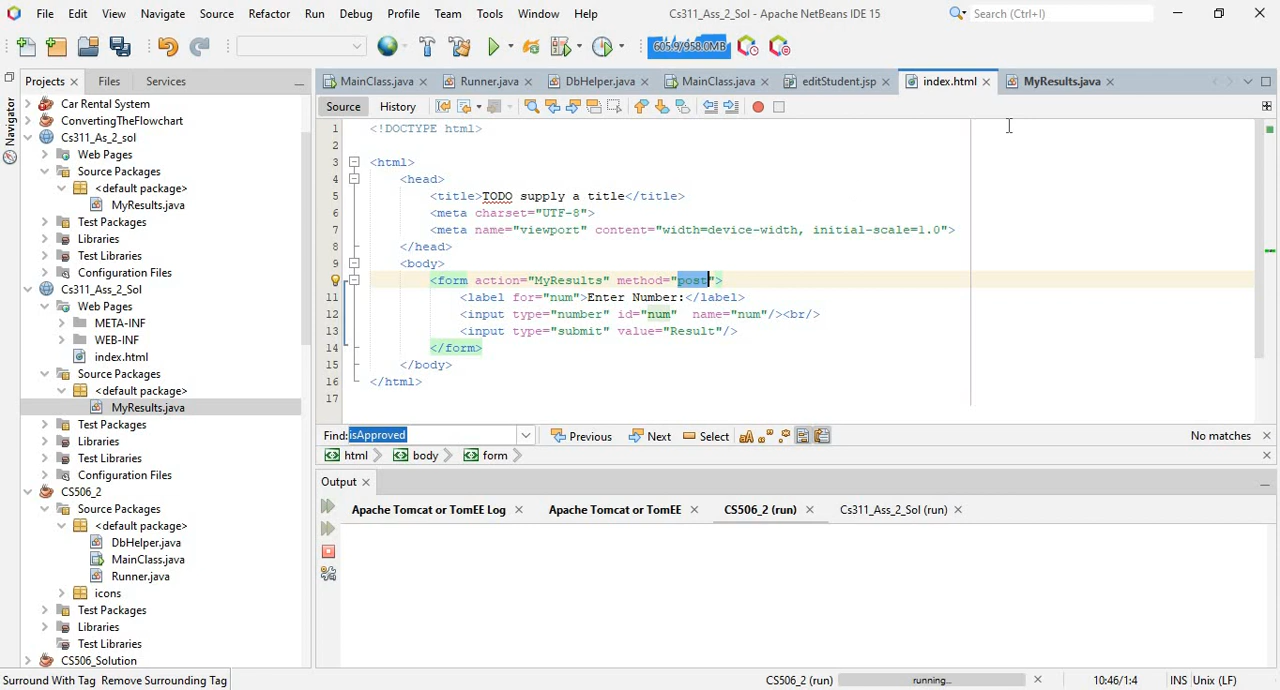 File Edit View Navigate Source Refactor Run Debug Profile Team Tools Window Help Cs311_Ass_2_Sol - Apache NetBeans IDE 15 Search (Ctrl+I)
605.9/958.0MB
Projects Files Services
Navigator
Car Rental System
ConvertingTheFlowchart
Cs311_As_2_sol
Web Pages
Source Packages
<default package>
MyResults.java
Test Packages
Libraries
Test Libraries
Configuration Files
Cs311_Ass_2_Sol
Web Pages
META-INF
WEB-INF
index.html
Source Packages
<default package>
MyResults.java
Test Packages
Libraries
Test Libraries
Configuration Files
CS506_2
Source Packages
<default package>
DbHelper.java
MainClass.java
Runner.java
icons
Test Packages
Libraries
Test Libraries
CS506_Solution
MainClass.java Runner.java DbHelper.java MainClass.java editStudent.jsp index.html MyResults.java
Source History
1 <!DOCTYPE html>
2
3 <html>
4 <head>
5 <title>TODO supply a title</title>
6 <meta charset="UTF-8">
7 <meta name="viewport" content="width=device-width, initial-scale=1.0">
8 </head>
9 <body>
<form action="MyResults" method="post">
11 <label for="num">Enter Number:</label>
12 <input type="number" id="num" name="num"/><br/>
13 <input type="submit" value="Result"/>
14 </form>
15 </body>
16 </html>
17
Find: isApproved Previous Next Select No matches
html body form
Output
Apache Tomcat or TomEE Log Apache Tomcat or TomEE CS506_2 (run) Cs311_Ass_2_Sol (run)
Surround With Tag Remove Surrounding Tag CS506_2 (run) running... 10:46/1:4 INS Unix (LF)